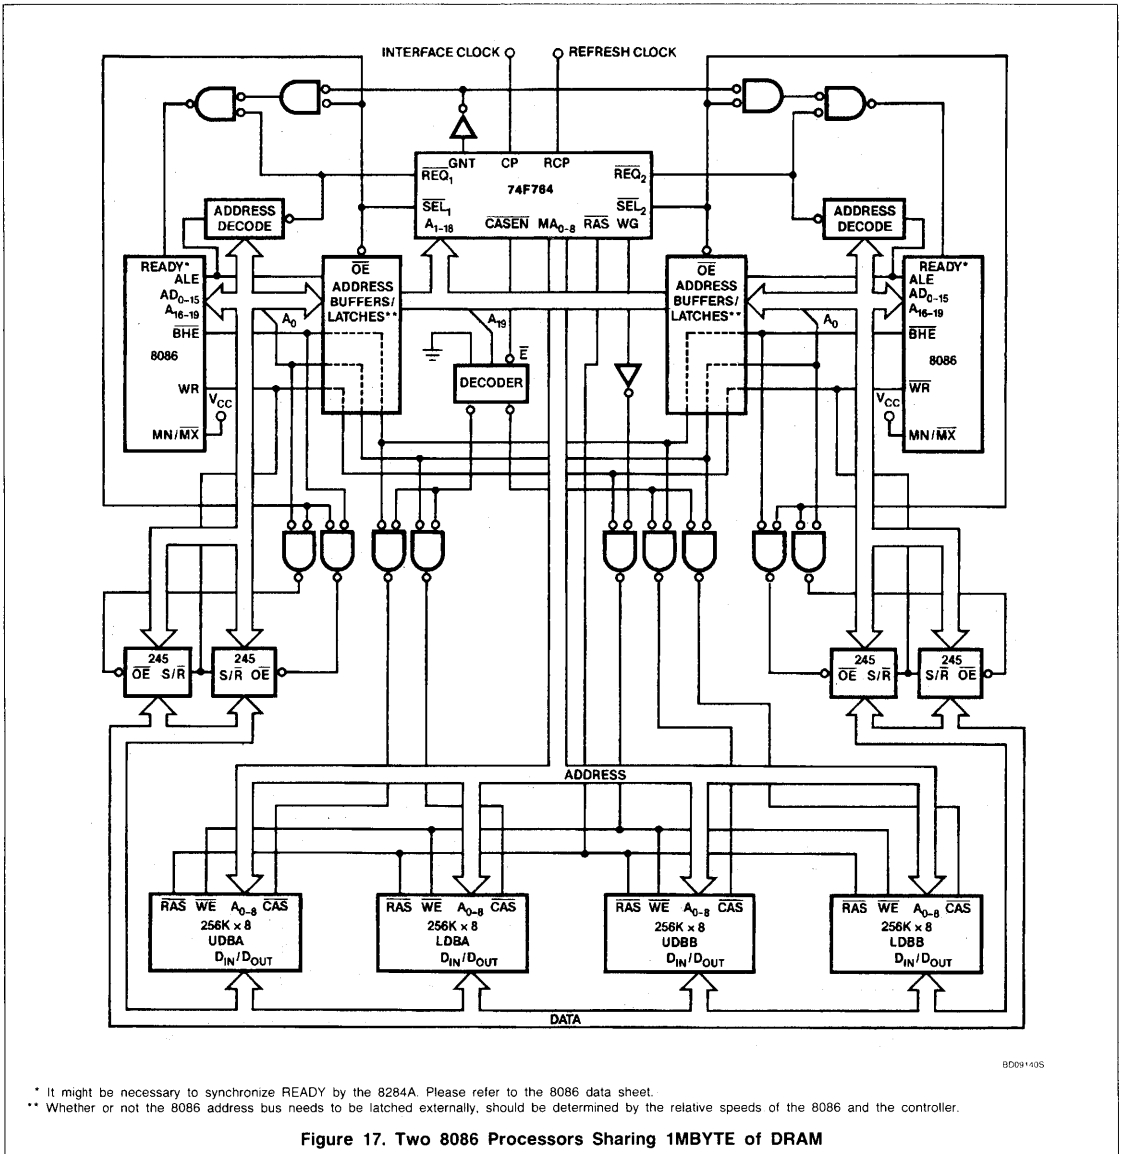 INTERFACE CLOCK
REFRESH CLOCK
GNT CP RCP
REQ1 REQ2
74F764
SEL1 SEL2
A1-18 CASEN MA0-8 RAS WG
ADDRESS DECODE
ADDRESS DECODE
READY*
ALE
AD0-15
A16-19
BHE
8086
WR
VCC
MN/MX
A0
OE
ADDRESS
BUFFERS/
LATCHES**
A19
E
DECODER
OE
ADDRESS
BUFFERS/
LATCHES**
A0
READY*
ALE
AD0-15
A16-19
BHE
8086
WR
VCC
MN/MX
245
OE S/R
245
S/R OE
245
OE S/R
245
S/R OE
ADDRESS
RAS WE A0-8 CAS
256K x 8
UDBA
DIN/DOUT
RAS WE A0-8 CAS
256K x 8
LDBA
DIN/DOUT
RAS WE A0-8 CAS
256K x 8
UDBB
DIN/DOUT
RAS WE A0-8 CAS
256K x 8
LDBB
DIN/DOUT
DATA
BD09140S
* It might be necessary to synchronize READY by the 8284A. Please refer to the 8086 data sheet.
** Whether or not the 8086 address bus needs to be latched externally, should be determined by the relative speeds of the 8086 and the controller.
Figure 17. Two 8086 Processors Sharing 1MBYTE of DRAM